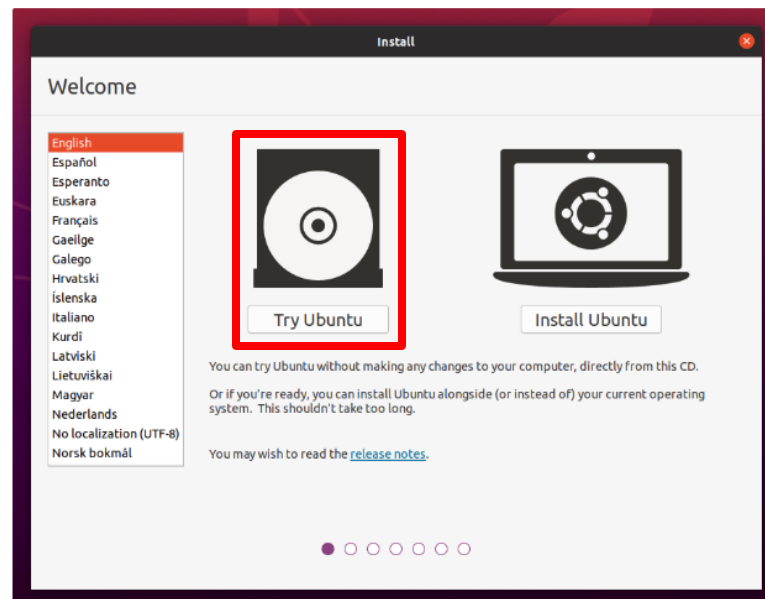 Install
Welcome
English
Español
Esperanto
Euskara
Français
Gaeilge
Galego
Hrvatski
Íslenska
Italiano
Kurdî
Latviski
Lietuviškai
Magyar
Nederlands
No localization (UTF-8)
Norsk bokmål
Try Ubuntu
Install Ubuntu
You can try Ubuntu without making any changes to your computer, directly from this CD.
Or if you're ready, you can install Ubuntu alongside (or instead of) your current operating
system. This shouldn't take too long.
You may wish to read the release notes.